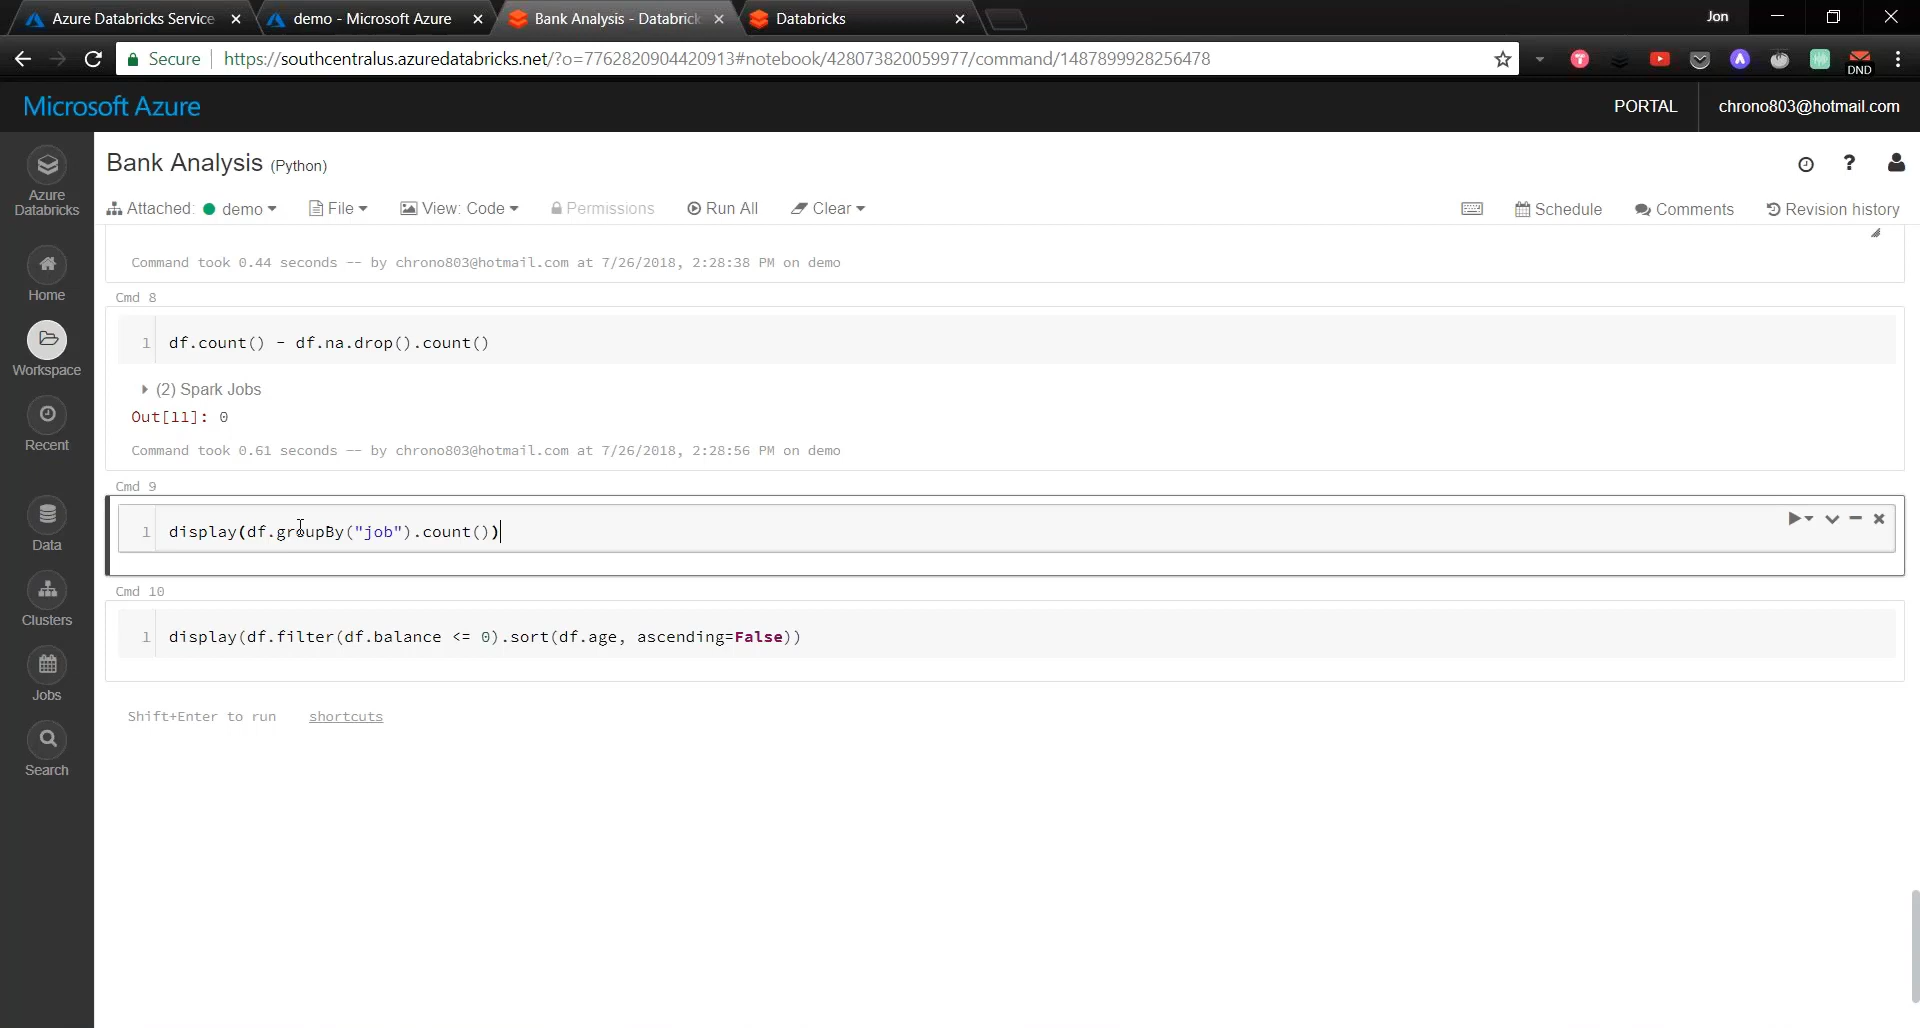 Azure Databricks Service
demo - Microsoft Azure
Bank Analysis - Databrick
Databricks
Jon
Secure
https://southcentralus.azuredatabricks.net/?o=7762820904420913#notebook/428073820059977/command/1487899928256478
DND
Microsoft Azure
PORTAL
chrono803@hotmail.com
Azure
Databricks
Home
Workspace
Recent
Data
Clusters
Jobs
Search
Bank Analysis (Python)
?
Attached: demo
File
View: Code
Permissions
Run All
Clear
Schedule
Comments
Revision history
Command took 0.44 seconds -- by chrono803@hotmail.com at 7/26/2018, 2:28:38 PM on demo
Cmd 8
1 df.count() - df.na.drop().count()
(2) Spark Jobs
Out[11]: 0
Command took 0.61 seconds -- by chrono803@hotmail.com at 7/26/2018, 2:28:56 PM on demo
Cmd 9
1 display(df.groupBy("job").count())
Cmd 10
1 display(df.filter(df.balance <= 0).sort(df.age, ascending=False))
Shift+Enter to run shortcuts